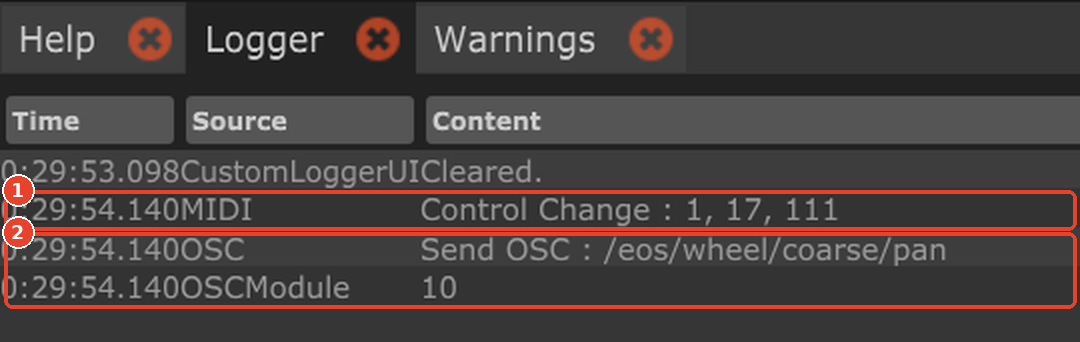 Help Logger Warnings
Time Source Content
0:29:53.098CustomLoggerUICleared.
1
0:29:54.140MIDI Control Change : 1, 17, 111
2
0:29:54.140OSC Send OSC : /eos/wheel/coarse/pan
0:29:54.140OSCModule 10